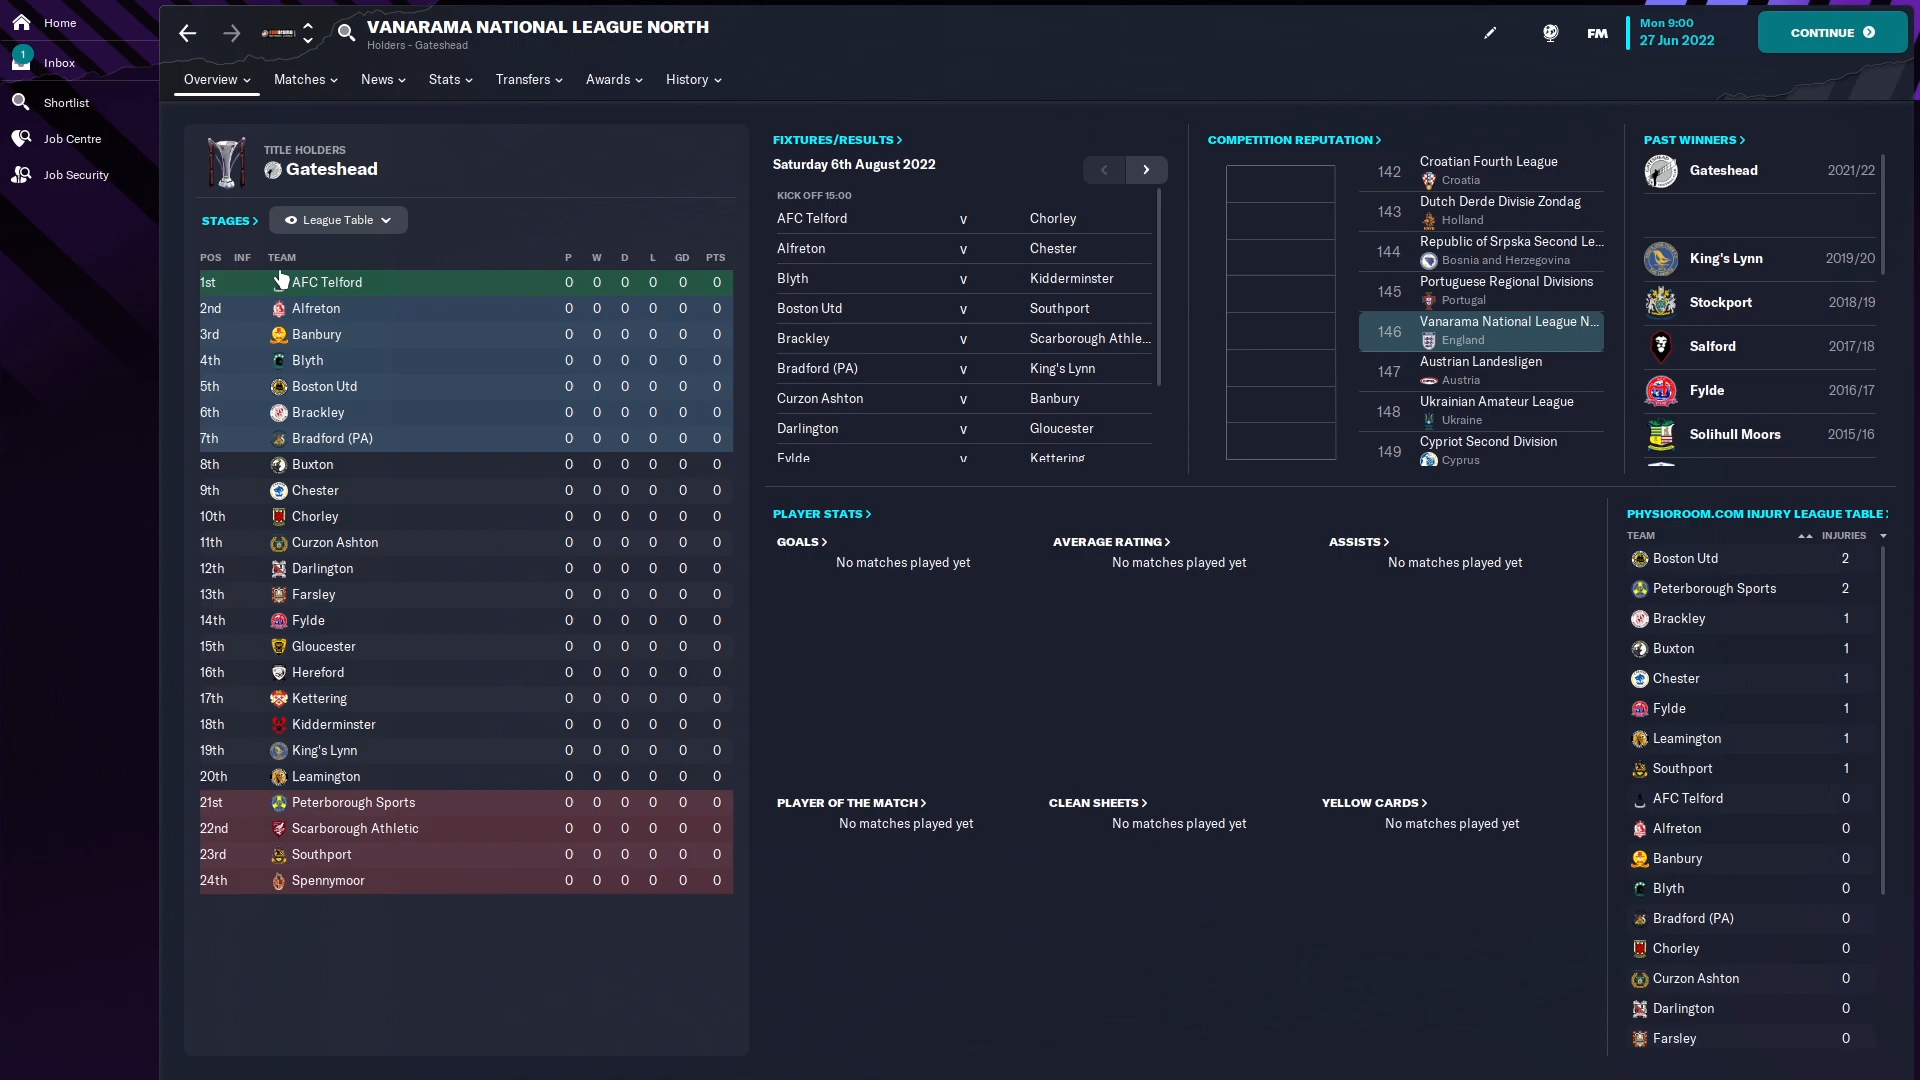 Home
1
Inbox
Shortlist
Job Centre
Job Security
VANARAMA NATIONAL LEAGUE NORTH
Holders - Gateshead
FM
Mon 9:00
27 Jun 2022
CONTINUE
Overview
Matches
News
Stats
Transfers
Awards
History
TITLE HOLDERS
Gateshead
STAGES
League Table
POS INF TEAM P W D L GD PTS
1st AFC Telford 0 0 0 0 0 0
2nd Alfreton 0 0 0 0 0 0
3rd Banbury 0 0 0 0 0 0
4th Blyth 0 0 0 0 0 0
5th Boston Utd 0 0 0 0 0 0
6th Brackley 0 0 0 0 0 0
7th Bradford (PA) 0 0 0 0 0 0
8th Buxton 0 0 0 0 0 0
9th Chester 0 0 0 0 0 0
10th Chorley 0 0 0 0 0 0
11th Curzon Ashton 0 0 0 0 0 0
12th Darlington 0 0 0 0 0 0
13th Farsley 0 0 0 0 0 0
14th Fylde 0 0 0 0 0 0
15th Gloucester 0 0 0 0 0 0
16th Hereford 0 0 0 0 0 0
17th Kettering 0 0 0 0 0 0
18th Kidderminster 0 0 0 0 0 0
19th King's Lynn 0 0 0 0 0 0
20th Leamington 0 0 0 0 0 0
21st Peterborough Sports 0 0 0 0 0 0
22nd Scarborough Athletic 0 0 0 0 0 0
23rd Southport 0 0 0 0 0 0
24th Spennymoor 0 0 0 0 0 0
FIXTURES/RESULTS
Saturday 6th August 2022
KICK OFF 15:00
AFC Telford v Chorley
Alfreton v Chester
Blyth v Kidderminster
Boston Utd v Southport
Brackley v Scarborough Athle...
Bradford (PA) v King's Lynn
Curzon Ashton v Banbury
Darlington v Gloucester
Fylde v Kettering
COMPETITION REPUTATION
142 Croatian Fourth League
Croatia
143 Dutch Derde Divisie Zondag
Holland
144 Republic of Srpska Second Le...
Bosnia and Herzegovina
145 Portuguese Regional Divisions
Portugal
146 Vanarama National League N...
England
147 Austrian Landesligen
Austria
148 Ukrainian Amateur League
Ukraine
149 Cypriot Second Division
Cyprus
PAST WINNERS
Gateshead 2021/22
King's Lynn 2019/20
Stockport 2018/19
Salford 2017/18
Fylde 2016/17
Solihull Moors 2015/16
PLAYER STATS
GOALS
No matches played yet
AVERAGE RATING
No matches played yet
ASSISTS
No matches played yet
PLAYER OF THE MATCH
No matches played yet
CLEAN SHEETS
No matches played yet
YELLOW CARDS
No matches played yet
PHYSIOROOM.COM INJURY LEAGUE TABLE
TEAM INJURIES
Boston Utd 2
Peterborough Sports 2
Brackley 1
Buxton 1
Chester 1
Fylde 1
Leamington 1
Southport 1
AFC Telford 0
Alfreton 0
Banbury 0
Blyth 0
Bradford (PA) 0
Chorley 0
Curzon Ashton 0
Darlington 0
Farsley 0